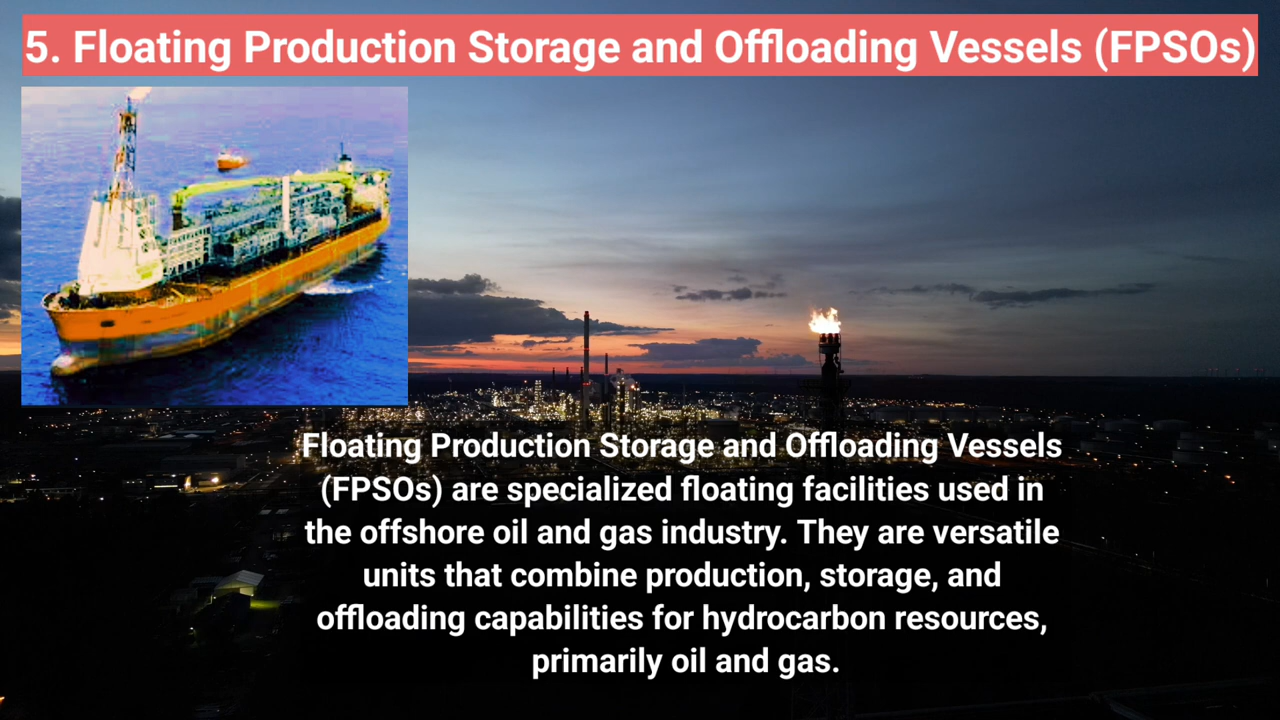 5. Floating Production Storage and Offloading Vessels (FPSOs)
Floating Production Storage and Offloading Vessels
(FPSOs) are specialized floating facilities used in
the offshore oil and gas industry. They are versatile
units that combine production, storage, and
offloading capabilities for hydrocarbon resources,
primarily oil and gas.